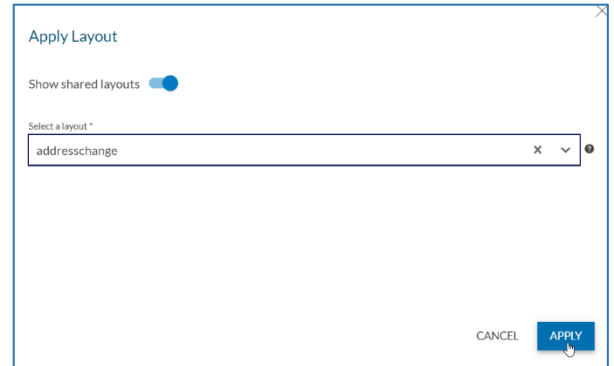 Apply Layout
Show shared layouts
Select a layout *
addresschange
CANCEL APPLY